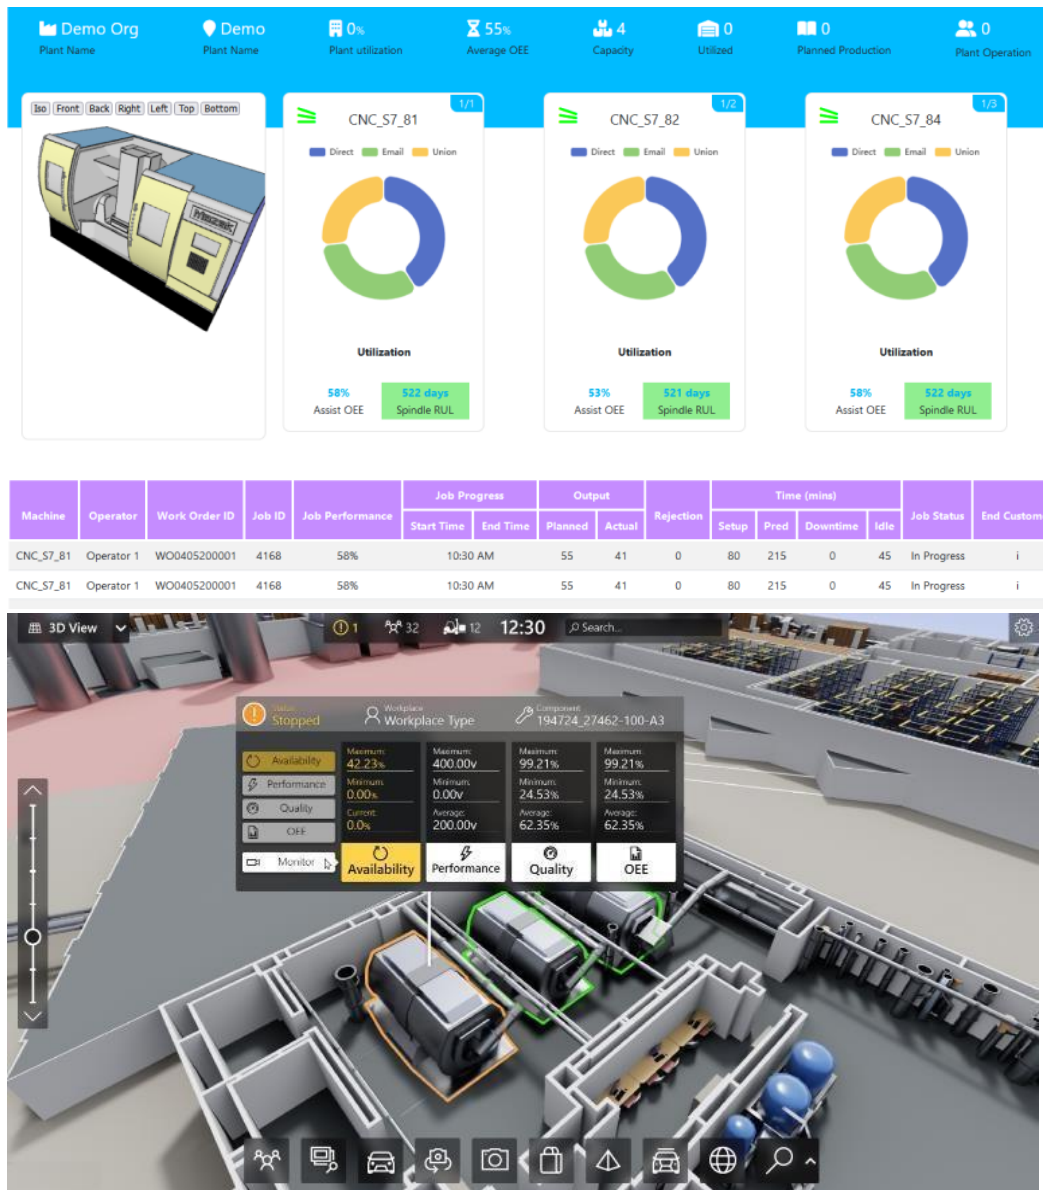 Demo Org
Plant Name
Demo
Plant Name
0%
Plant utilization
55%
Average OEE
4
Capacity
0
Utilized
0
Planned Production
0
Plant Operation
Iso Front Back Right Left Top Bottom
Mazak
1/1
CNC_S7_81
Direct Email Union
Utilization
58%
Assist OEE
522 days
Spindle RUL
1/2
CNC_S7_82
Direct Email Union
Utilization
53%
Assist OEE
521 days
Spindle RUL
1/3
CNC_S7_84
Direct Email Union
Utilization
58%
Assist OEE
522 days
Spindle RUL
Job Progress Output Time (mins)
Machine Operator Work Order ID Job ID Job Performance Rejection Job Status End Custom
Start Time End Time Planned Actual Setup Pred Downtime Idle
CNC_S7_81 Operator 1 WO0405200001 4168 58% 10:30 AM 55 41 0 80 215 0 45 In Progress i
CNC_S7_81 Operator 1 WO0405200001 4168 58% 10:30 AM 55 41 0 80 215 0 45 In Progress i
3D View 1 32 12 12:30 Search...
Status
Stopped
Workplace
Workplace Type
Component
194724_27462-100-A3
Availability
Performance
Quality
OEE
Monitor
Maximum:
42.23%
Minimum:
0.00%
Current:
0.0%
Availability
Maximum:
400.00v
Minimum:
0.00v
Average:
200.00v
Performance
Maximum:
99.21%
Minimum:
24.53%
Average:
62.35%
Quality
Maximum:
99.21%
Minimum:
24.53%
Average:
62.35%
OEE